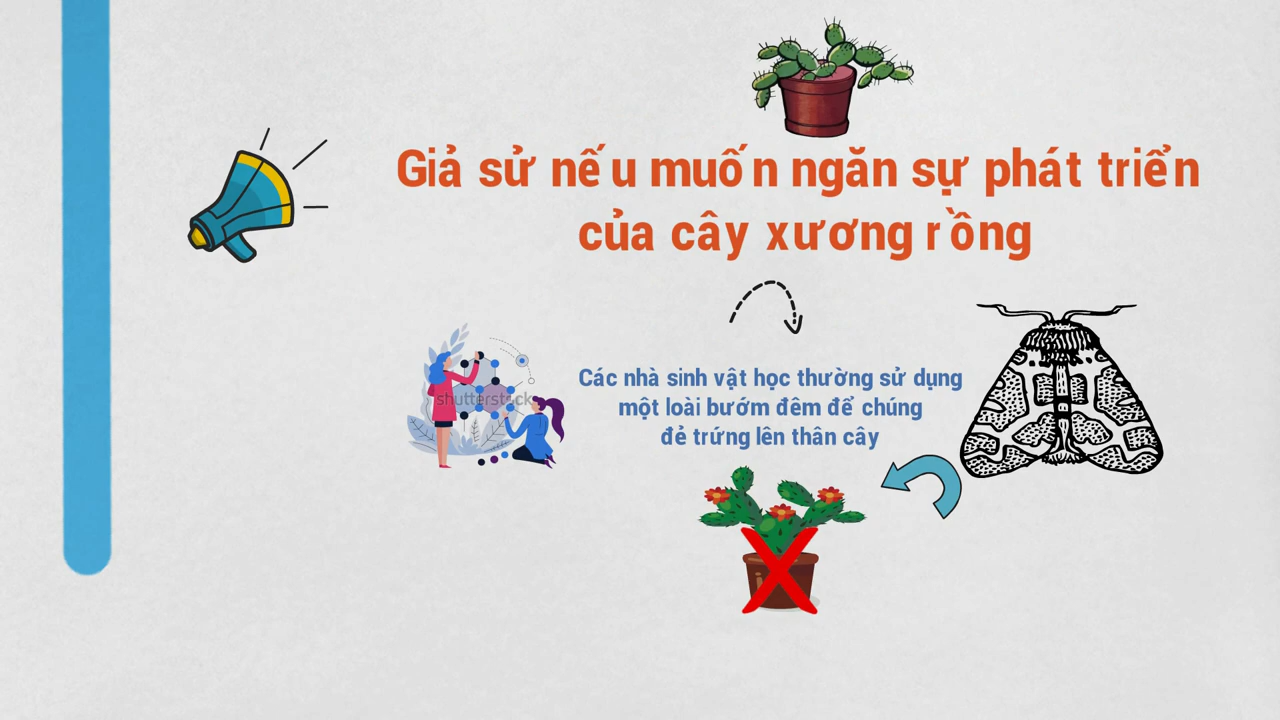 Giả sử nếu muốn ngăn sự phát triển
của cây xương rồng
Các nhà sinh vật học thường sử dụng
một loài bướm đêm để chúng
đẻ trứng lên thân cây
shutterstock